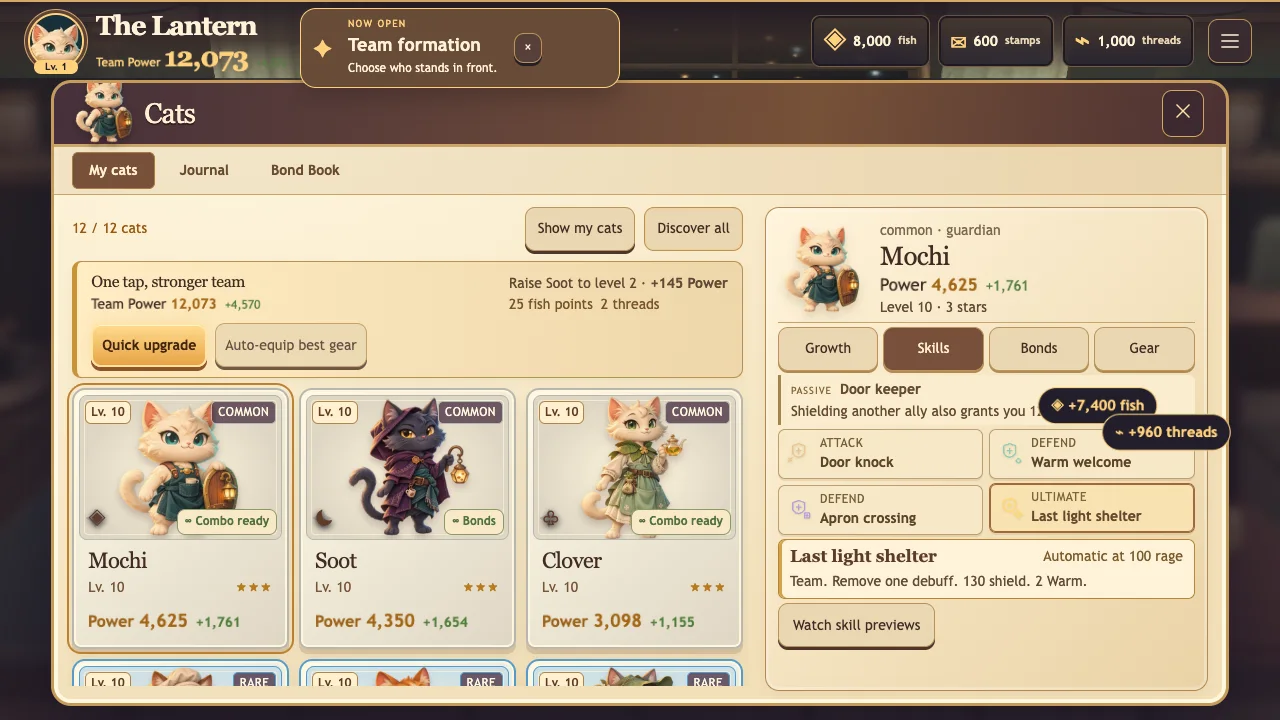 The Lantern
Lv. 1
Team Power 12,073
NOW OPEN
Team formation
Choose who stands in front.
8,000 fish
600 stamps
1,000 threads
Cats
My cats
Journal
Bond Book
12 / 12 cats
Show my cats
Discover all
One tap, stronger team
Team Power 12,073 +4,570
Raise Soot to level 2 · +145 Power
25 fish points 2 threads
Quick upgrade
Auto-equip best gear
Lv. 10
COMMON
∞ Combo ready
Mochi
Lv. 10
Power 4,625 +1,761
Lv. 10
COMMON
∞ Bonds
Soot
Lv. 10
Power 4,350 +1,654
Lv. 10
COMMON
∞ Combo ready
Clover
Lv. 10
Power 3,098 +1,155
Lv. 10
RARE
Lv. 10
RARE
Lv. 10
RARE
common · guardian
Mochi
Power 4,625 +1,761
Level 10 · 3 stars
Growth
Skills
Bonds
Gear
PASSIVE Door keeper
Shielding another ally also grants you
+7,400 fish
+960 threads
ATTACK
Door knock
DEFEND
Warm welcome
DEFEND
Apron crossing
ULTIMATE
Last light shelter
Last light shelter
Automatic at 100 rage
Team. Remove one debuff. 130 shield. 2 Warm.
Watch skill previews